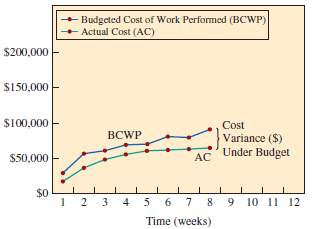 Budgeted Cost of Work Performed (BCWP)
Actual Cost (AC)
$200,000
$150,000
$100,000
$50,000
$0
BCWP
AC
Cost
Variance ($)
Under Budget
1 2 3 4 5 6 7 8 9 10 11 12
Time (weeks)